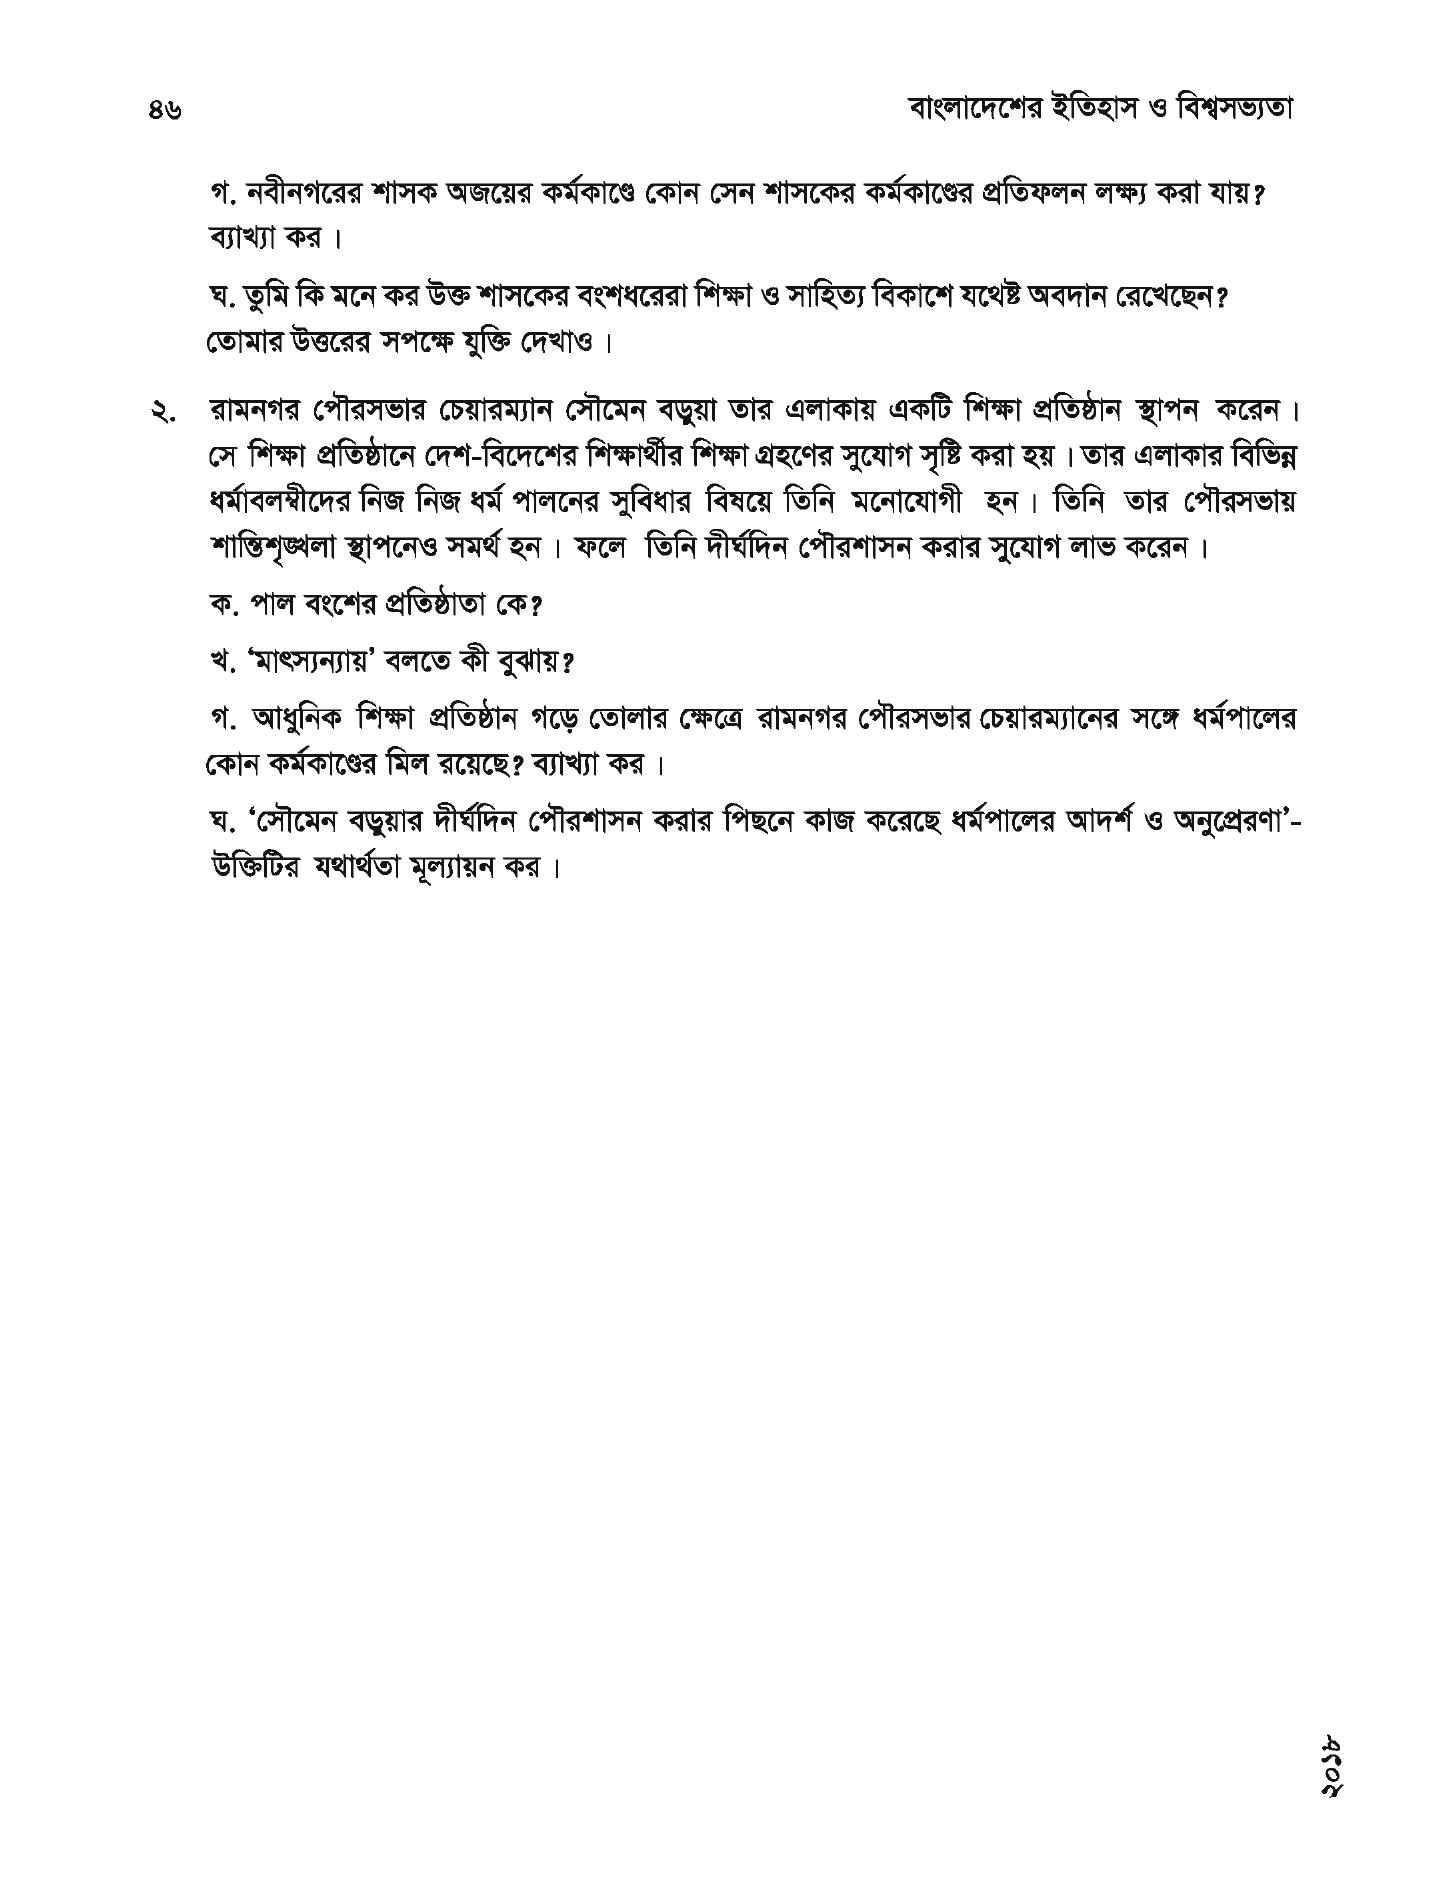 ৪৬
বাংলাদেশের ইতিহাস ও বিশ্বসভ্যতা
গ. নবীনগরের শাসক অজয়ের কর্মকাণ্ডে কোন সেন শাসকের কর্মকাণ্ডের প্রতিফলন লক্ষ্য করা যায়?
ব্যাখ্যা কর।
ঘ. তুমি কি মনে কর উক্ত শাসকের বংশধরেরা শিক্ষা ও সাহিত্য বিকাশে যথেষ্ট অবদান রেখেছেন?
তোমার উত্তরের সপক্ষে যুক্তি দেখাও।
২. রামনগর পৌরসভার চেয়ারম্যান সৌমেন বড়ুয়া তার এলাকায় একটি শিক্ষা প্রতিষ্ঠান স্থাপন করেন।
সে শিক্ষা প্রতিষ্ঠানে দেশ-বিদেশের শিক্ষার্থীর শিক্ষা গ্রহণের সুযোগ সৃষ্টি করা হয়। তার এলাকার বিভিন্ন
ধর্মাবলম্বীদের নিজ নিজ ধর্ম পালনের সুবিধার বিষয়ে তিনি মনোযোগী হন। তিনি তার পৌরসভায়
শান্তিশৃঙ্খলা স্থাপনেও সমর্থ হন। ফলে তিনি দীর্ঘদিন পৌরশাসন করার সুযোগ লাভ করেন।
ক. পাল বংশের প্রতিষ্ঠাতা কে?
খ. ‘মাৎস্যন্যায়’ বলতে কী বুঝায়?
গ. আধুনিক শিক্ষা প্রতিষ্ঠান গড়ে তোলার ক্ষেত্রে রামনগর পৌরসভার চেয়ারম্যানের সঙ্গে ধর্মপালের
কোন কর্মকাণ্ডের মিল রয়েছে? ব্যাখ্যা কর।
ঘ. ‘সৌমেন বড়ুয়ার দীর্ঘদিন পৌরশাসন করার পিছনে কাজ করেছে ধর্মপালের আদর্শ ও অনুপ্রেরণা’-
উক্তিটির যথার্থতা মূল্যায়ন কর।
২০১৮